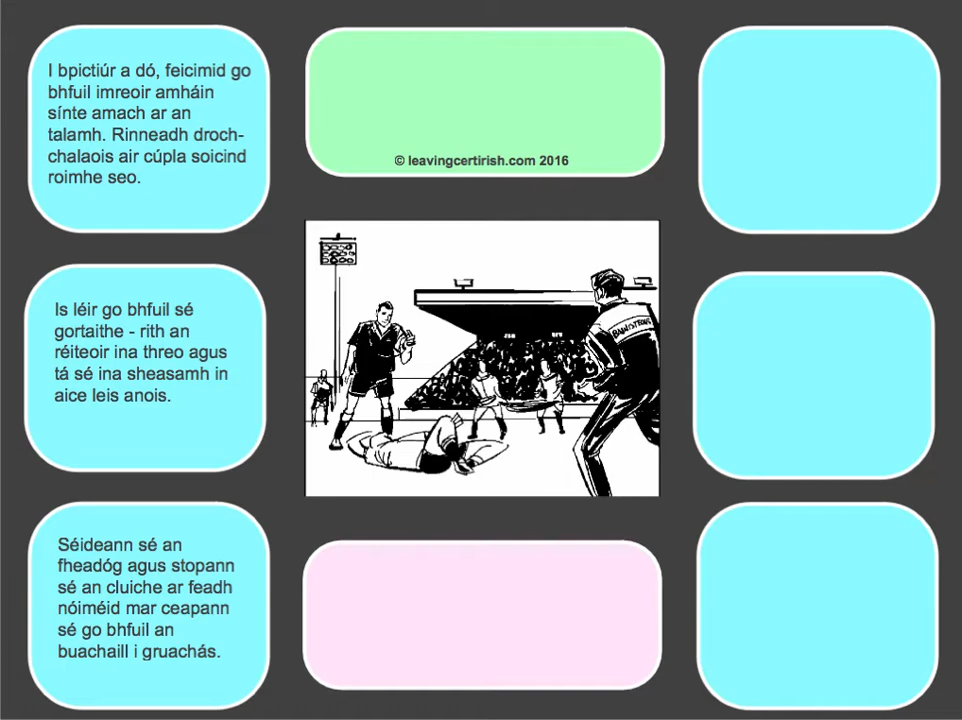 I bpictiúr a dó, feicimid go
bhfuil imreoir amháin
sínte amach ar an
talamh. Rinneadh droch-
chalaois air cúpla soicind
roimhe seo.
© leavingcertirish.com 2016
Is léir go bhfuil sé
gortaithe - rith an
réiteoir ina threo agus
tá sé ina sheasamh in
aice leis anois.
Séideann sé an
fheadóg agus stopann
sé an cluiche ar feadh
nóiméid mar ceapann
sé go bhfuil an
buachaill i gruachás.